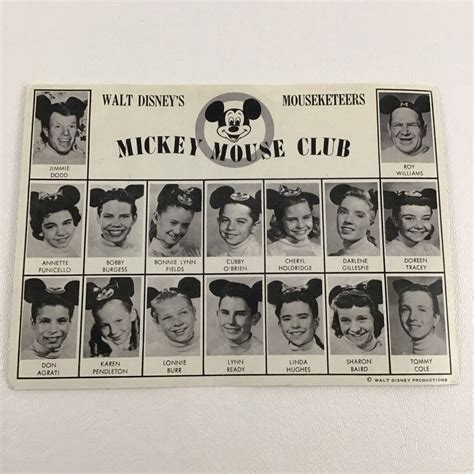 WALT DISNEY'S MOUSEKETEERS
MICKEY MOUSE CLUB
JIMMIE DODD
ROY WILLIAMS
ANNETTE FUNICELLO
BOBBY BURGESS
BONNIE LYNN FIELDS
CUBBY O'BRIEN
CHERYL HOLDRIDGE
DARLENE GILLESPIE
DOREEN TRACEY
DON AGRATI
KAREN PENDLETON
LONNIE BURR
LYNN READY
LINDA HUGHES
SHARON BAIRD
TOMMY COLE
© WALT DISNEY PRODUCTIONS